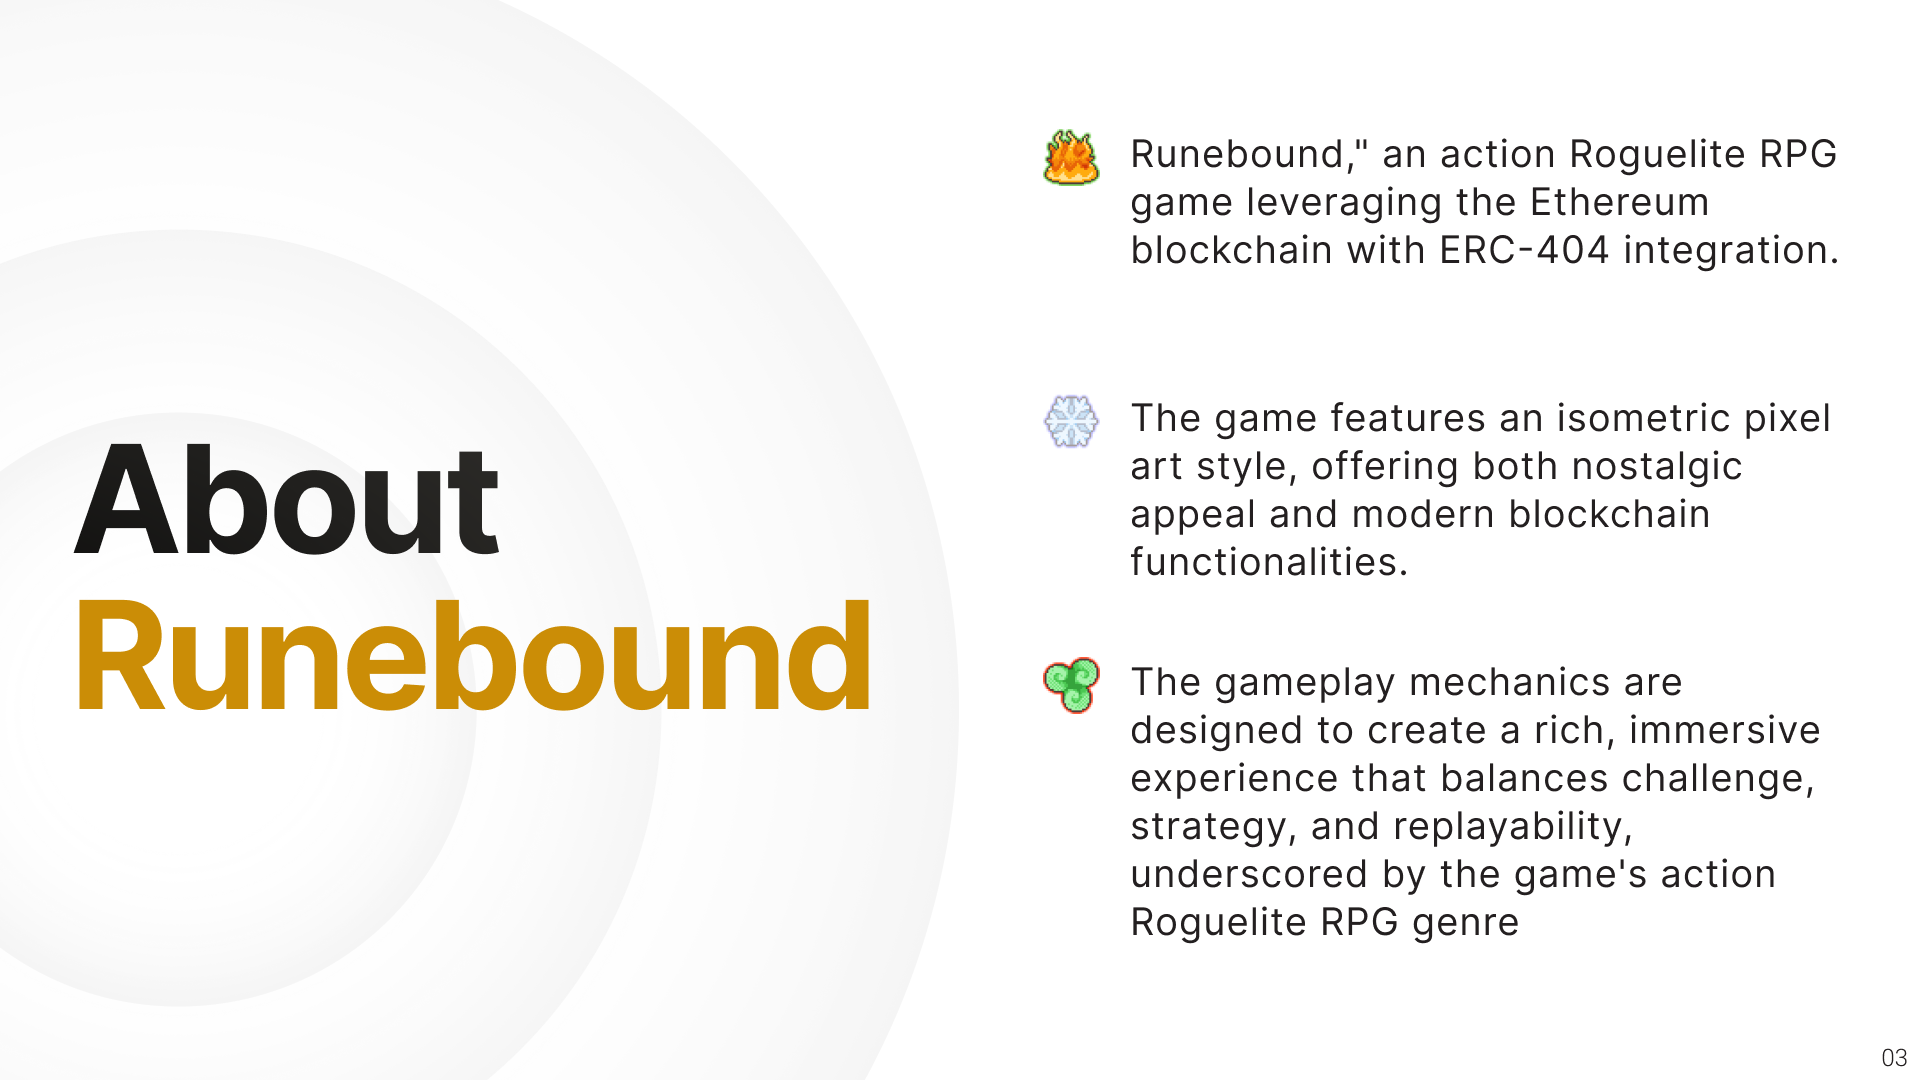 About
Runebound
Runebound," an action Roguelite RPG
game leveraging the Ethereum
blockchain with ERC-404 integration.
The game features an isometric pixel
art style, offering both nostalgic
appeal and modern blockchain
functionalities.
The gameplay mechanics are
designed to create a rich, immersive
experience that balances challenge,
strategy, and replayability,
underscored by the game's action
Roguelite RPG genre
03